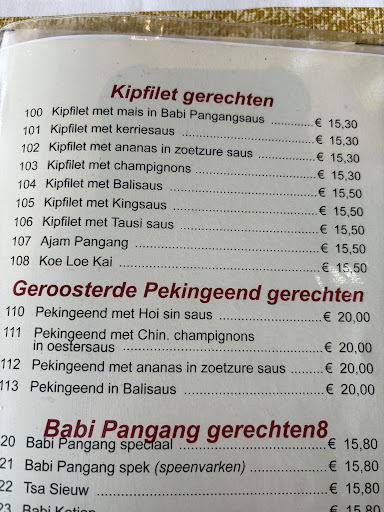 Kipfilet gerechten
100 Kipfilet met mais in Babi Pangangsaus ............€ 15,30
101 Kipfilet met kerriesaus ............€ 15,30
102 Kipfilet met ananas in zoetzure saus ............€ 15,30
103 Kipfilet met champignons ............€ 15,30
104 Kipfilet met Balisaus ............€ 15,50
105 Kipfilet met Kingsaus ............€ 15,50
106 Kipfilet met Tausi saus ............€ 15,50
107 Ajam Pangang ............€ 15,50
108 Koe Loe Kai ............€ 15,50
Geroosterde Pekingeend gerechten
110 Pekingeend met Hoi sin saus ............€ 20,00
111 Pekingeend met Chin. champignons
in oestersaus ............€ 20,00
112 Pekingeend met ananas in zoetzure saus ............€ 20,00
113 Pekingeend in Balisaus ............€ 20,00
Babi Pangang gerechten8
20 Babi Pangang speciaal ............€ 15,80
21 Babi Pangang spek (speenvarken) ............€ 15,80
22 Tsa Sieuw ............€ 15,80
23 Babi ............€ 15,80